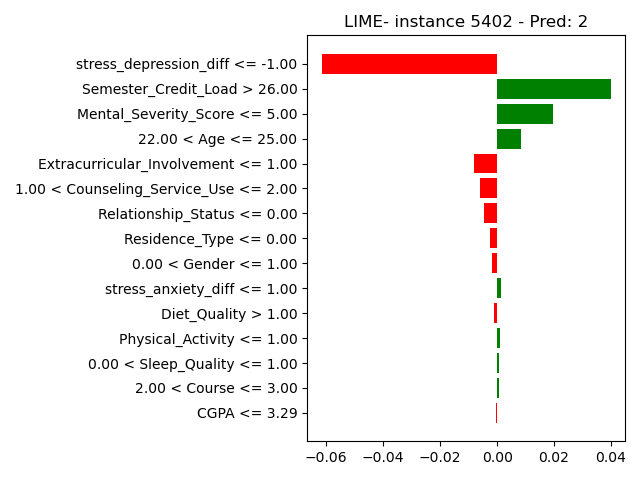 LIME- instance 5402 - Pred: 2
stress_depression_diff <= -1.00
Semester_Credit_Load > 26.00
Mental_Severity_Score <= 5.00
22.00 < Age <= 25.00
Extracurricular_Involvement <= 1.00
1.00 < Counseling_Service_Use <= 2.00
Relationship_Status <= 0.00
Residence_Type <= 0.00
0.00 < Gender <= 1.00
stress_anxiety_diff <= 1.00
Diet_Quality > 1.00
Physical_Activity <= 1.00
0.00 < Sleep_Quality <= 1.00
2.00 < Course <= 3.00
CGPA <= 3.29
−0.06 −0.04 −0.02 0.00 0.02 0.04